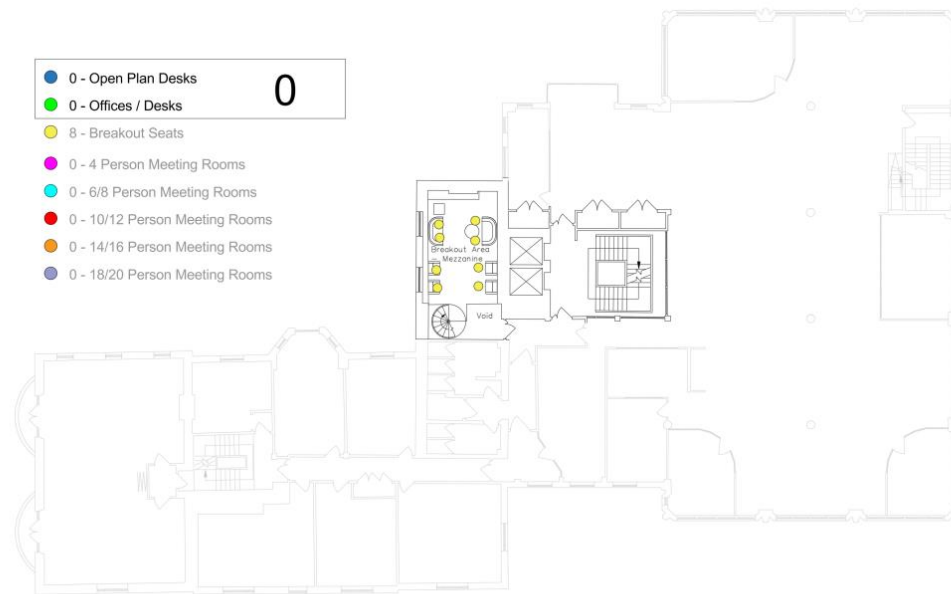 0 - Open Plan Desks
0
0 - Offices / Desks
8 - Breakout Seats
0 - 4 Person Meeting Rooms
0 - 6/8 Person Meeting Rooms
0 - 10/12 Person Meeting Rooms
0 - 14/16 Person Meeting Rooms
0 - 18/20 Person Meeting Rooms
Breakout Area
- Mezzanine
Void